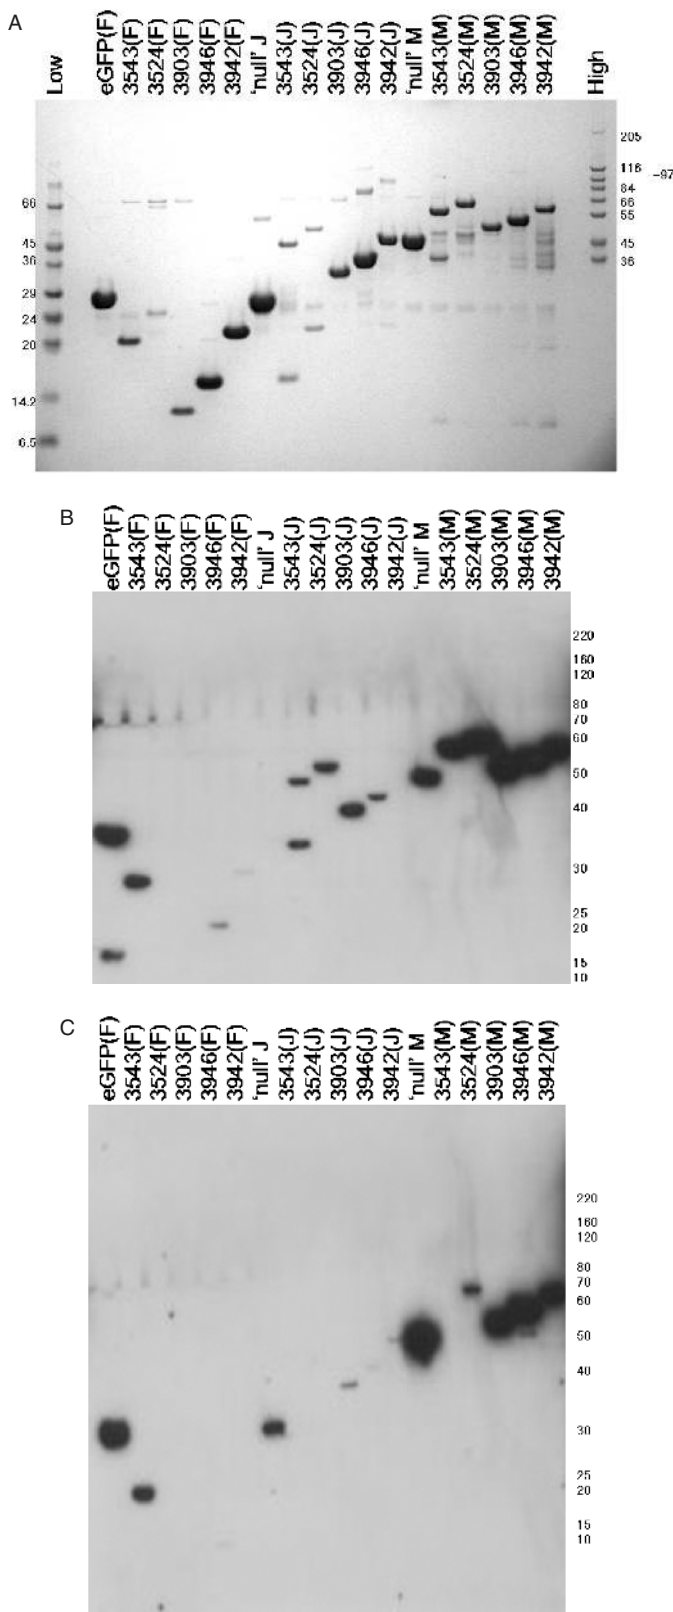 A
Low
eGFP(F)
3543(F)
3524(F)
3903(F)
3946(F)
3942(F)
'null' J
3543(J)
3524(J)
3903(J)
3946(J)
3942(J)
'null' M
3543(M)
3524(M)
3903(M)
3946(M)
3942(M)
High
66
45
36
29
24
20
14.2
6.5
205
116
-97
84
66
55
45
36
B
eGFP(F)
3543(F)
3524(F)
3903(F)
3946(F)
3942(F)
'null' J
3543(J)
3524(J)
3903(J)
3946(J)
3942(J)
'null' M
3543(M)
3524(M)
3903(M)
3946(M)
3942(M)
220
160
120
80
70
60
50
40
30
25
20
15
10
C
eGFP(F)
3543(F)
3524(F)
3903(F)
3946(F)
3942(F)
'null' J
3543(J)
3524(J)
3903(J)
3946(J)
3942(J)
'null' M
3543(M)
3524(M)
3903(M)
3946(M)
3942(M)
220
160
120
80
70
60
50
40
30
25
20
15
10